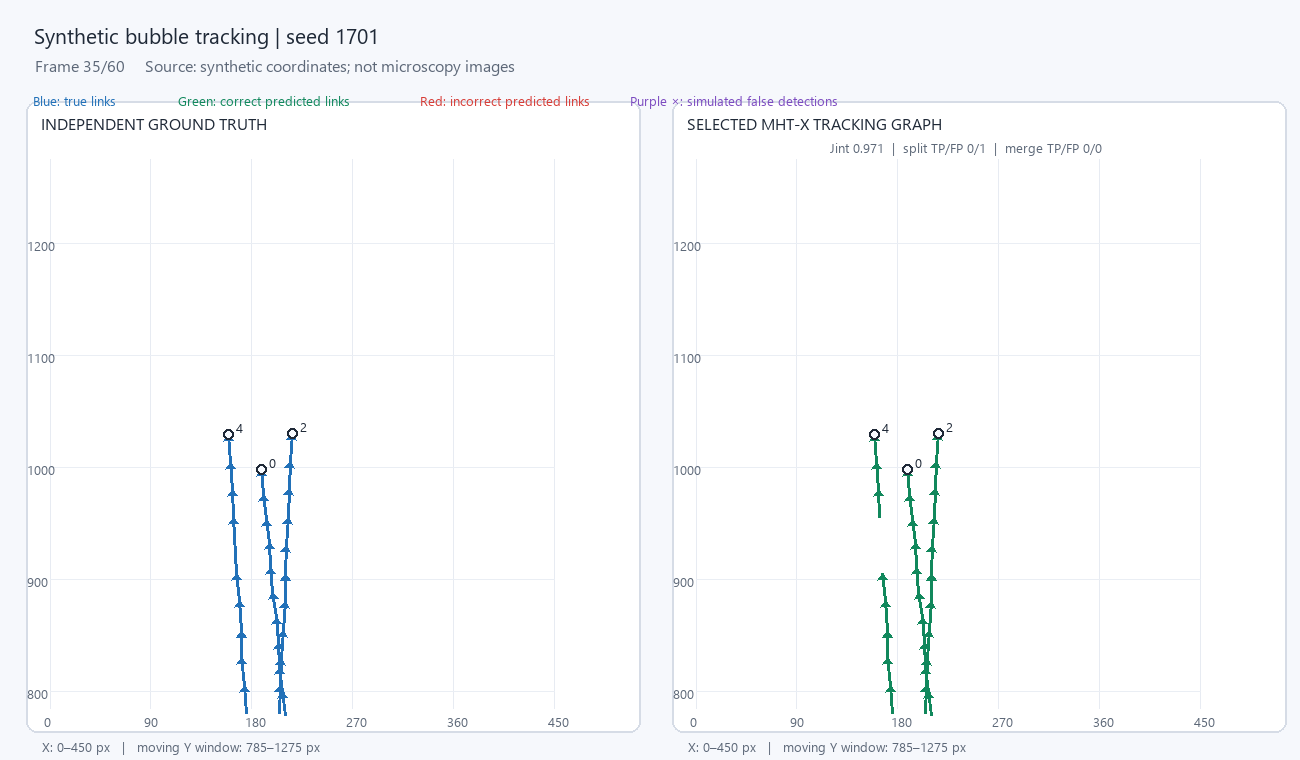 Synthetic bubble tracking | seed 1701
Frame 35/60 Source: synthetic coordinates; not microscopy images
Blue: true links Green: correct predicted links Red: incorrect predicted links Purple ×: simulated false detections
INDEPENDENT GROUND TRUTH
1200
1100
1000
900
800
4
2
0
0 90 180 270 360 450
X: 0–450 px | moving Y window: 785–1275 px
SELECTED MHT-X TRACKING GRAPH
Jint 0.971 | split TP/FP 0/1 | merge TP/FP 0/0
1200
1100
1000
900
800
4
2
0
0 90 180 270 360 450
X: 0–450 px | moving Y window: 785–1275 px